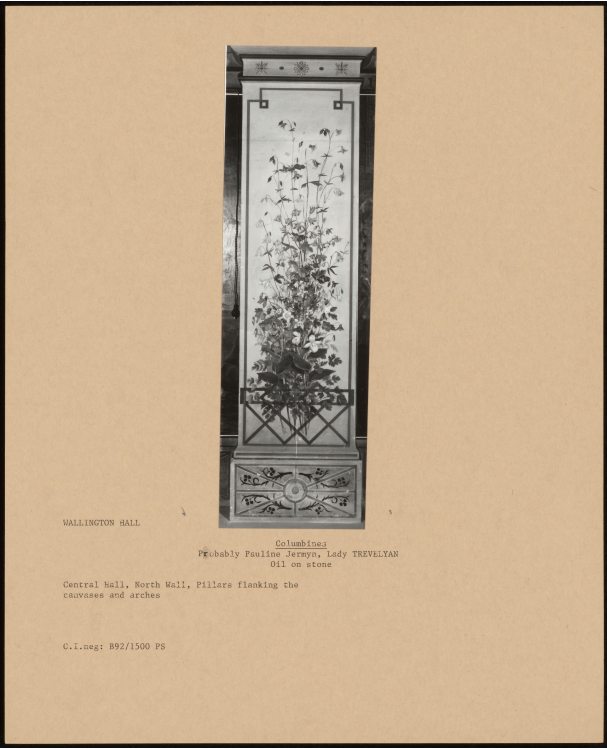 WALLINGTON HALL
Columbines
Probably Pauline Jermyn, Lady TREVELYAN
Oil on stone
Central Hall, North Wall, Pillars flanking the
canvases and arches
C.I.neg: B92/1500 PS